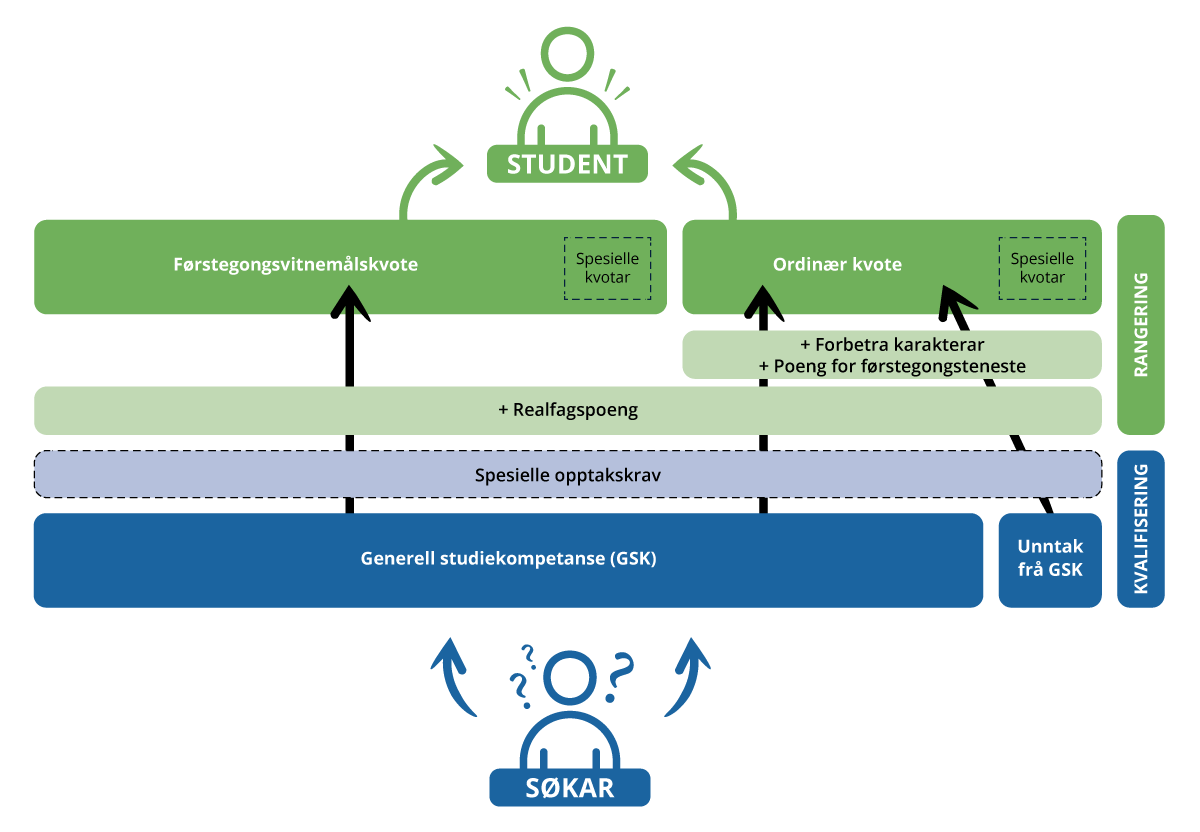 STUDENT
Førstegongsvitnemålskvote
Spesielle
kvotar
Ordinær kvote
Spesielle
kvotar
RANGERING
+ Forbetra karakterar
+ Poeng for førstegongsteneste
+ Realfagspoeng
Spesielle opptakskrav
KVALIFISERING
Generell studiekompetanse (GSK)
Unntak
frå GSK
? ? ?
SØKAR